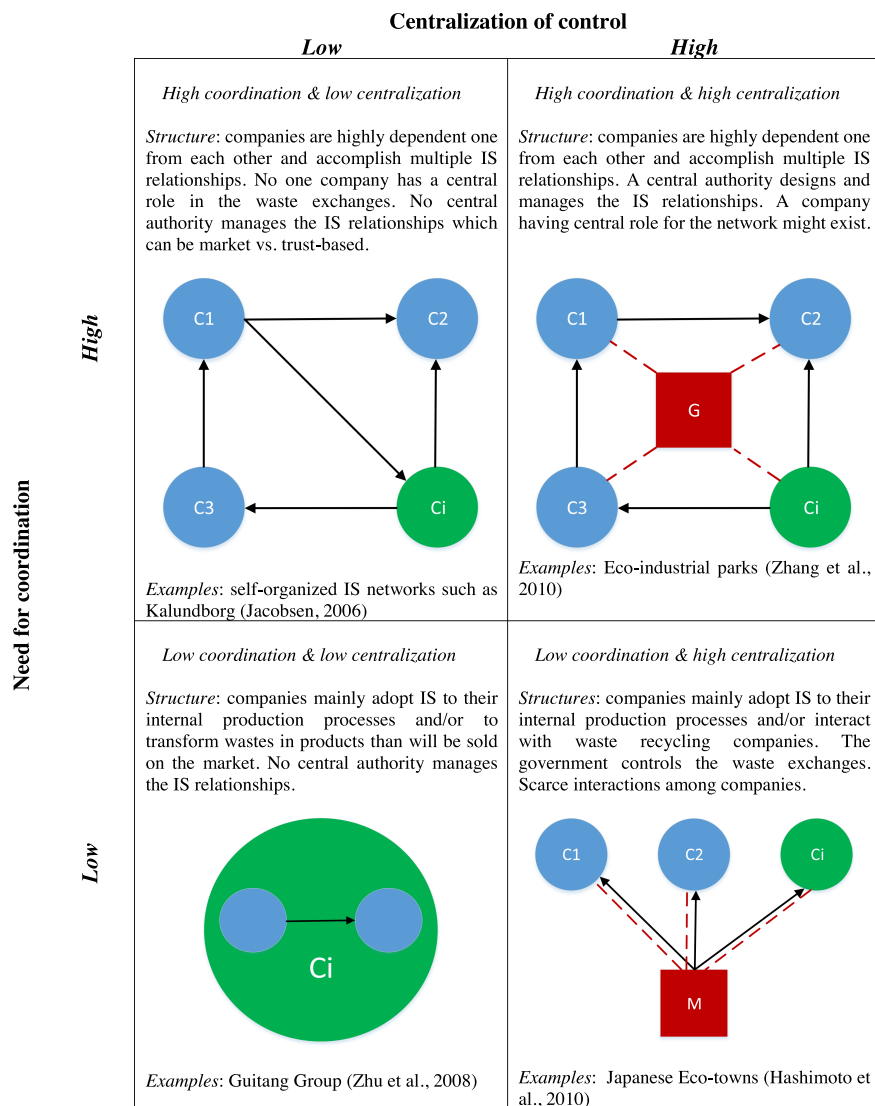 Centralization of control
Low
High
Need for coordination
High
High coordination & low centralization
Structure: companies are highly dependent one
from each other and accomplish multiple IS
relationships. No one company has a central
role in the waste exchanges. No central
authority manages the IS relationships which
can be market vs. trust-based.
C1
C2
C3
Ci
Examples: self-organized IS networks such as
Kalundborg (Jacobsen, 2006)
High coordination & high centralization
Structure: companies are highly dependent one
from each other and accomplish multiple IS
relationships. A central authority designs and
manages the IS relationships. A company
having central role for the network might exist.
C1
C2
G
C3
Ci
Examples: Eco-industrial parks (Zhang et al.,
2010)
Low
Low coordination & low centralization
Structure: companies mainly adopt IS to their
internal production processes and/or to
transform wastes in products than will be sold
on the market. No central authority manages
the IS relationships.
Ci
Examples: Guitang Group (Zhu et al., 2008)
Low coordination & high centralization
Structures: companies mainly adopt IS to their
internal production processes and/or interact
with waste recycling companies. The
government controls the waste exchanges.
Scarce interactions among companies.
C1
C2
Ci
M
Examples: Japanese Eco-towns (Hashimoto et
al., 2010)